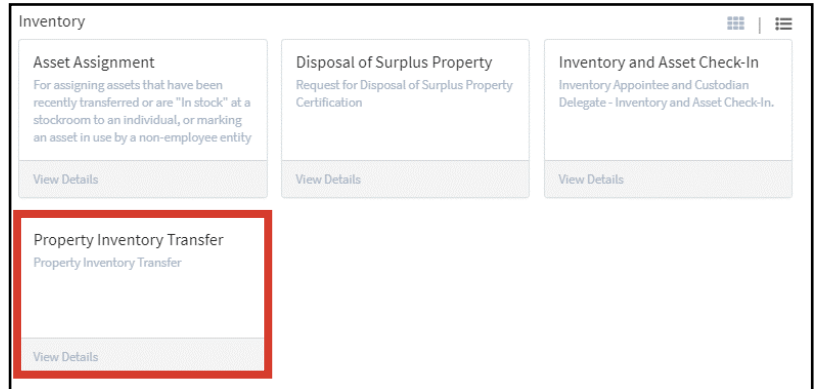 Inventory
Asset Assignment
For assigning assets that have been
recently transferred or are "In stock" at a
stockroom to an individual, or marking
an asset in use by a non-employee entity
View Details
Disposal of Surplus Property
Request for Disposal of Surplus Property
Certification
View Details
Inventory and Asset Check-In
Inventory Appointee and Custodian
Delegate - Inventory and Asset Check-In.
View Details
Property Inventory Transfer
Property Inventory Transfer
View Details